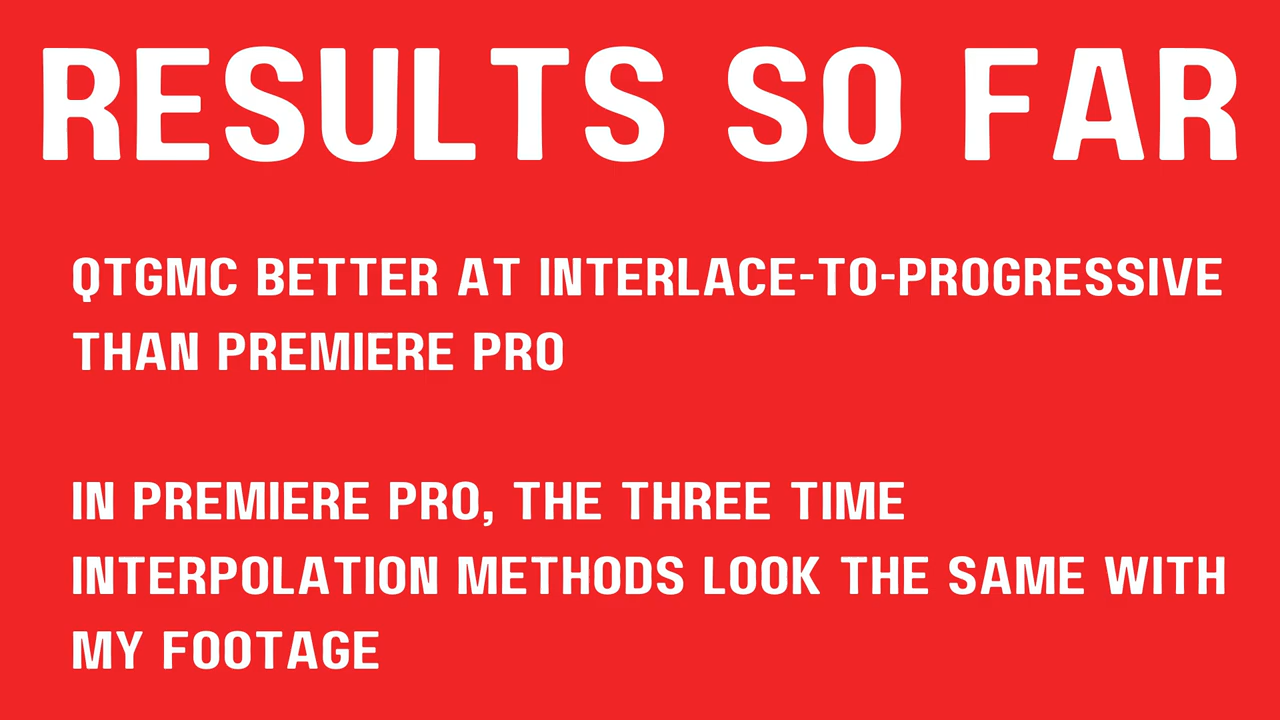 RESULTS SO FAR
QTGMC BETTER AT INTERLACE-TO-PROGRESSIVE
THAN PREMIERE PRO
IN PREMIERE PRO, THE THREE TIME
INTERPOLATION METHODS LOOK THE SAME WITH
MY FOOTAGE